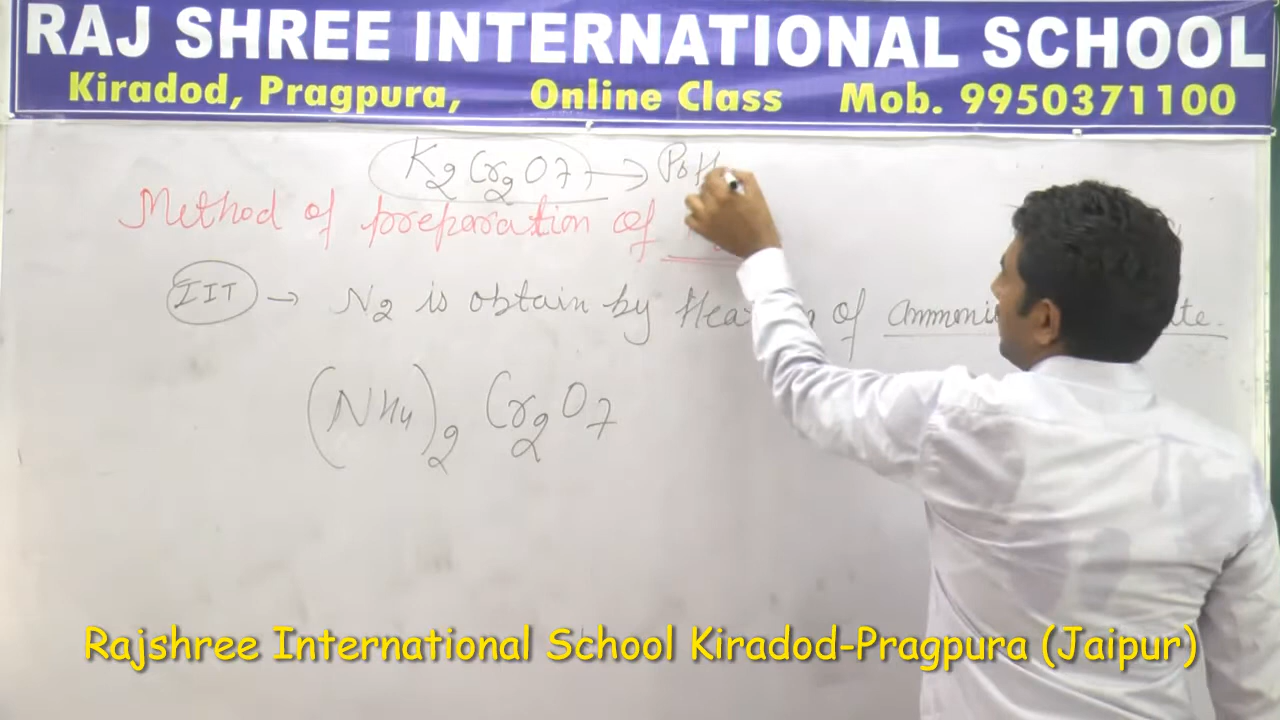 RAJ SHREE INTERNATIONAL SCHOOL
Kiradod, Pragpura, Online Class Mob. 9950371100
K2Cr2O7 →
Method of preparation of
IIT → N2 is obtain by of
(NH4)2 Cr2O7
Rajshree International School Kiradod-Pragpura (Jaipur)